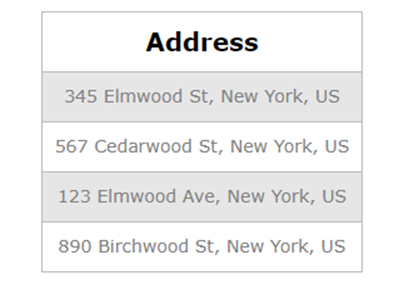 Address
345 Elmwood St, New York, US
567 Cedarwood St, New York, US
123 Elmwood Ave, New York, US
890 Birchwood St, New York, US